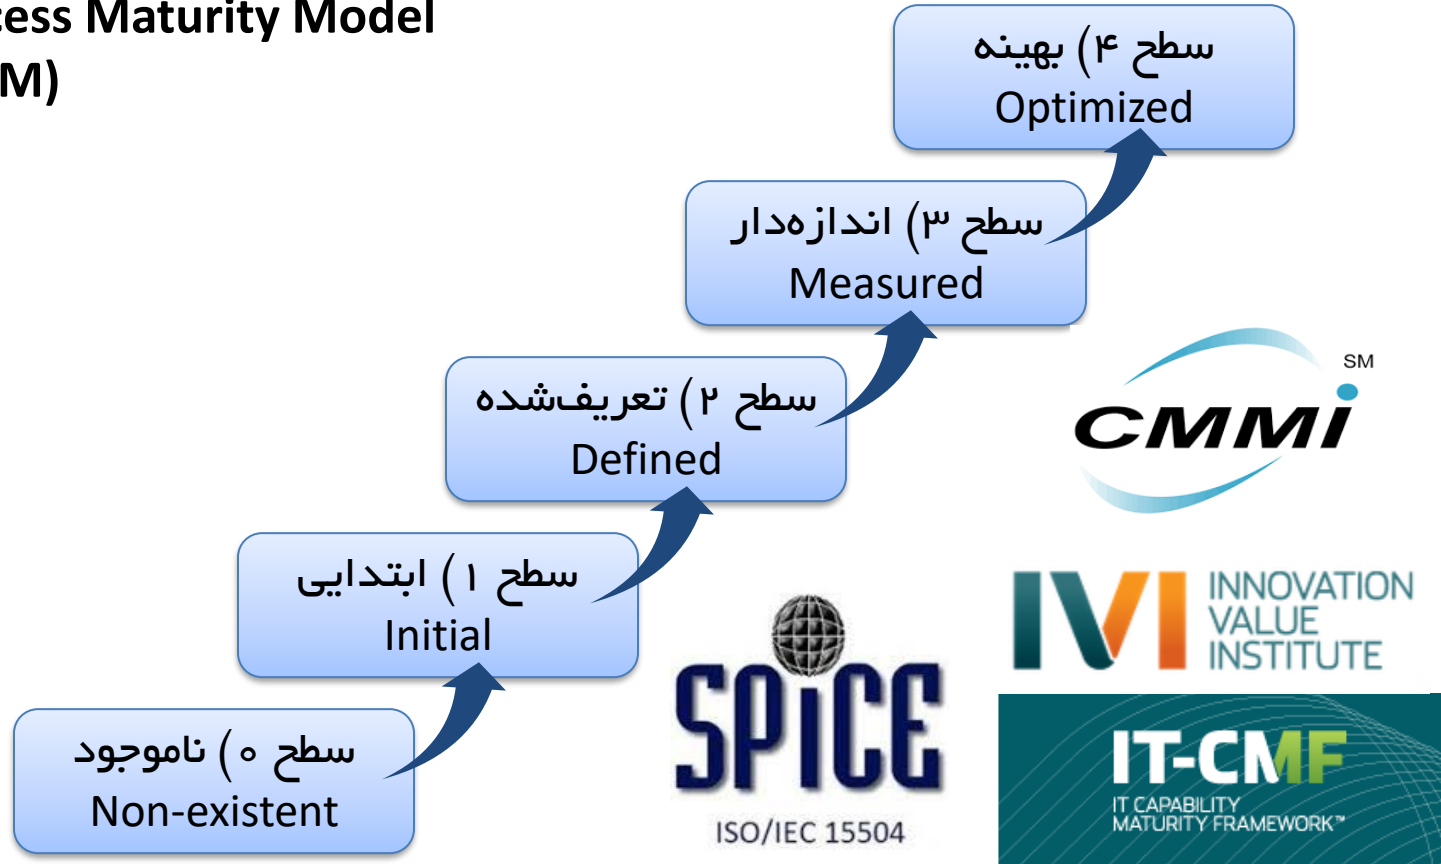 cess Maturity Model
M)
سطح ۴) بهینه
Optimized
سطح ۳) اندازه‌دار
Measured
سطح ۲) تعریف‌شده
Defined
سطح ۱) ابتدایی
Initial
سطح ۰) ناموجود
Non-existent
SM
CMMi
INNOVATION
IVI VALUE
INSTITUTE
SPiCE
ISO/IEC 15504
IT-CMF
IT CAPABILITY
MATURITY FRAMEWORK™